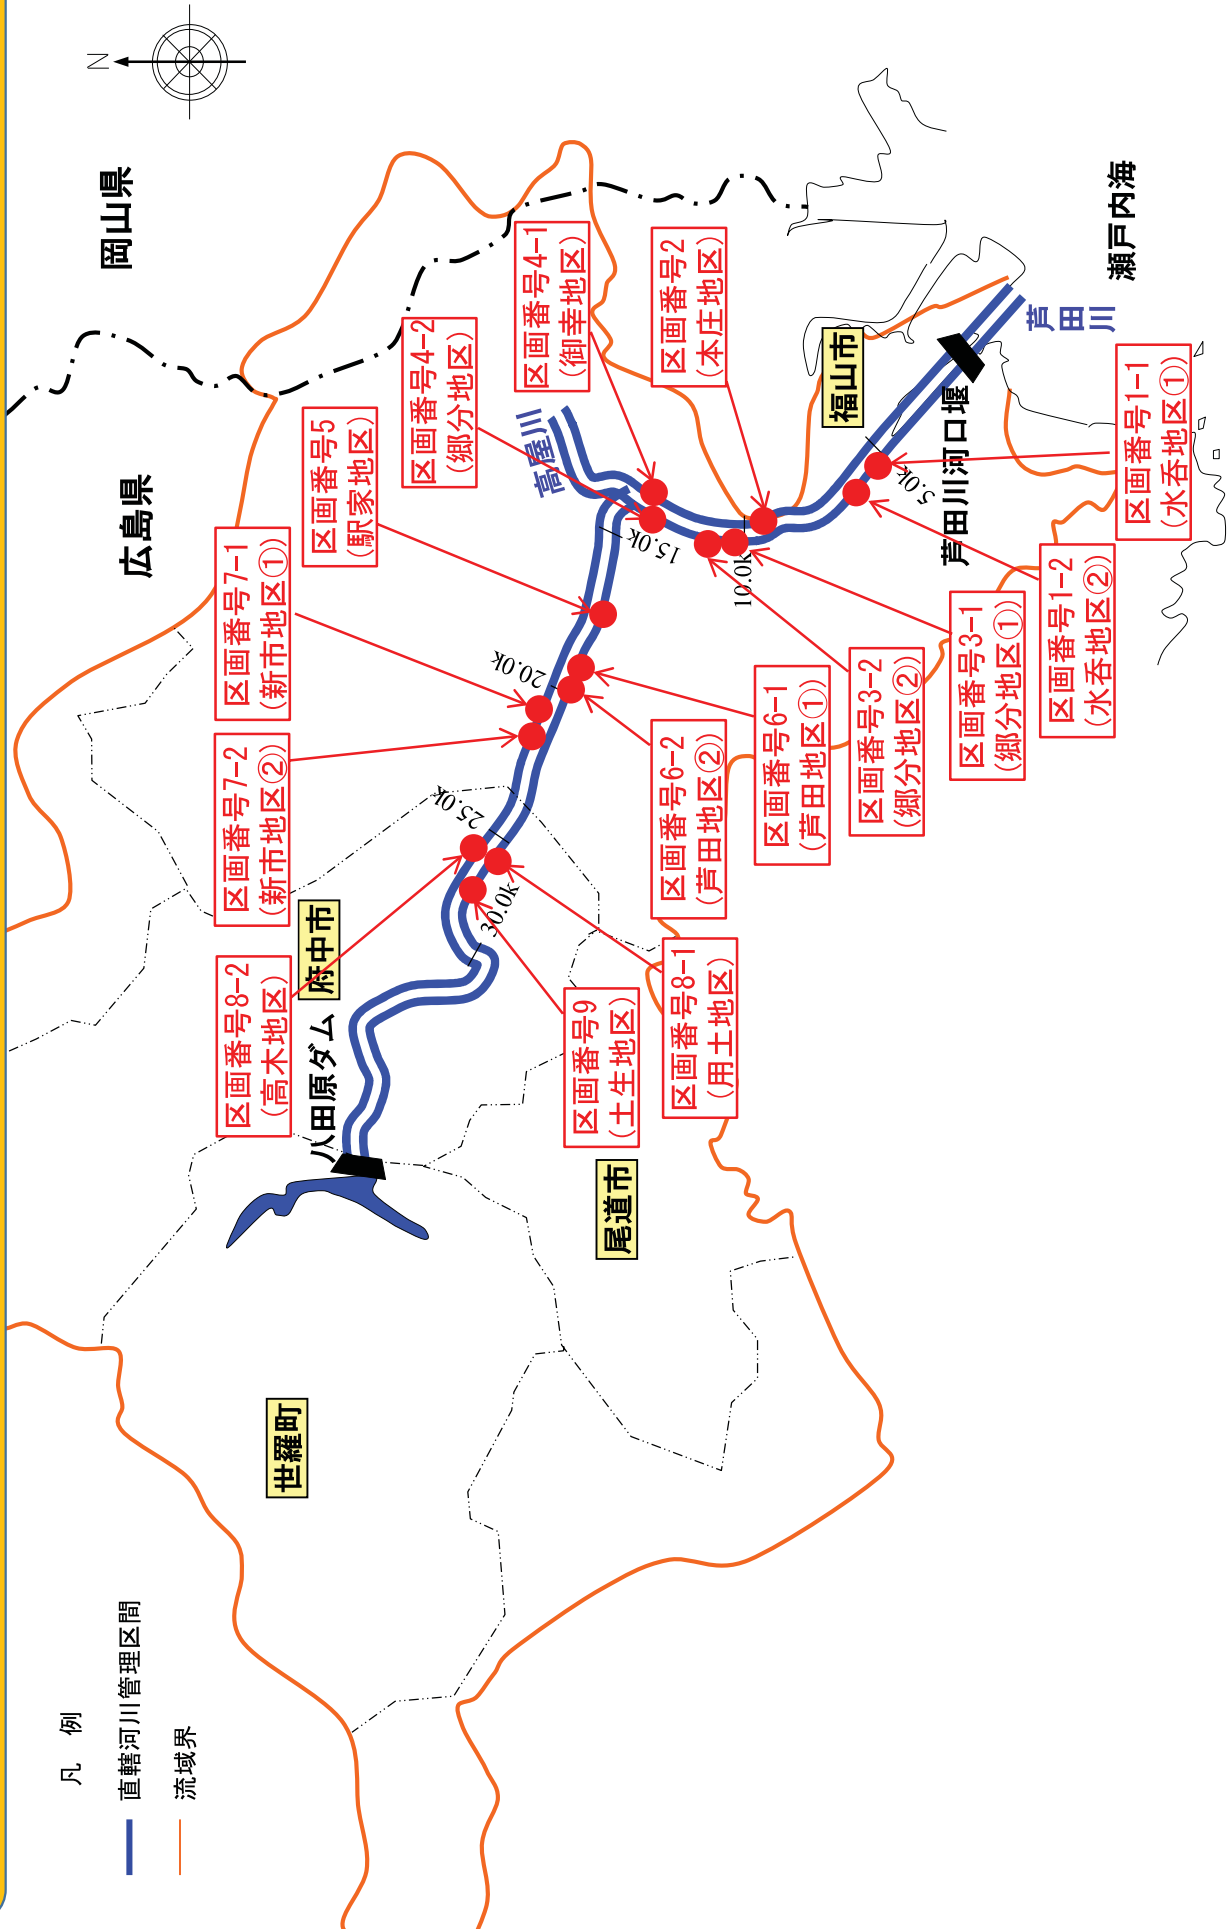 N
岡山県
広島県
瀬戸内海
芦田川
高屋川
福山市
芦田川河口堰
府中市
八田原ダム
尾道市
世羅町
5.0k
10.0k
15.0k
20.0k
25.0k
30.0k
区画番号4-1
(御幸地区)
区画番号2
(本庄地区)
区画番号4-2
(郷分地区)
区画番号5
(駅家地区)
区画番号7-1
(新市地区①)
区画番号7-2
(新市地区②)
区画番号8-2
(高木地区)
区画番号1-1
(水呑地区①)
区画番号1-2
(水呑地区②)
区画番号3-1
(郷分地区①)
区画番号3-2
(郷分地区②)
区画番号6-1
(芦田地区①)
区画番号6-2
(芦田地区②)
区画番号8-1
(用土地区)
区画番号9
(土生地区)
凡 例
直轄河川管理区間
流域界